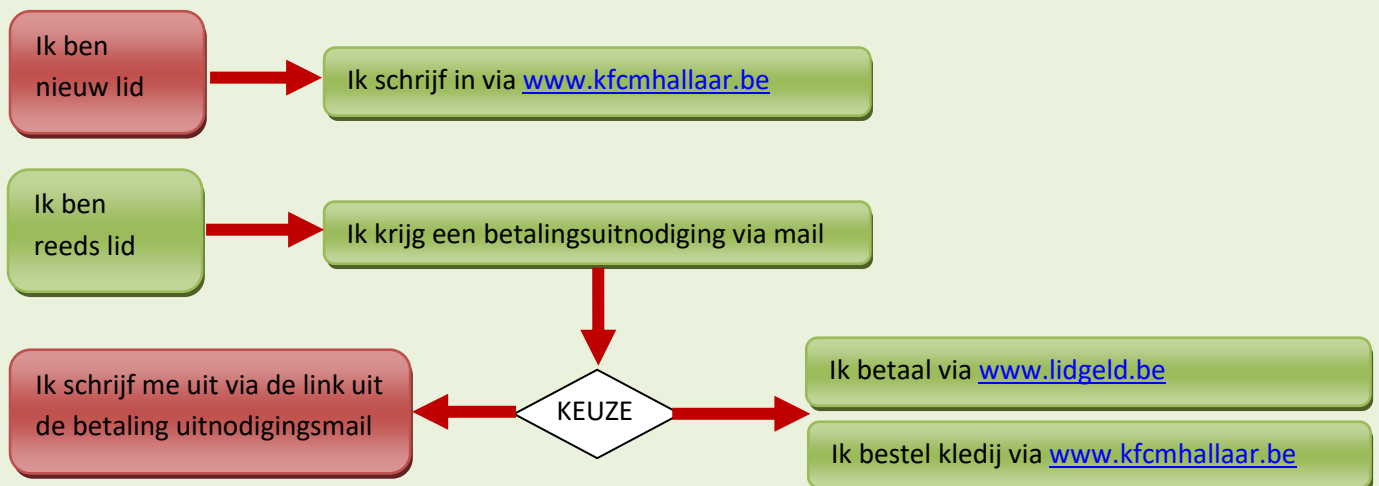 Ik ben
nieuw lid
Ik schrijf in via www.kfcmhallaar.be
Ik ben
reeds lid
Ik krijg een betalingsuitnodiging via mail
Ik schrijf me uit via de link uit
de betaling uitnodigingsmail
KEUZE
Ik betaal via www.lidgeld.be
Ik bestel kledij via www.kfcmhallaar.be